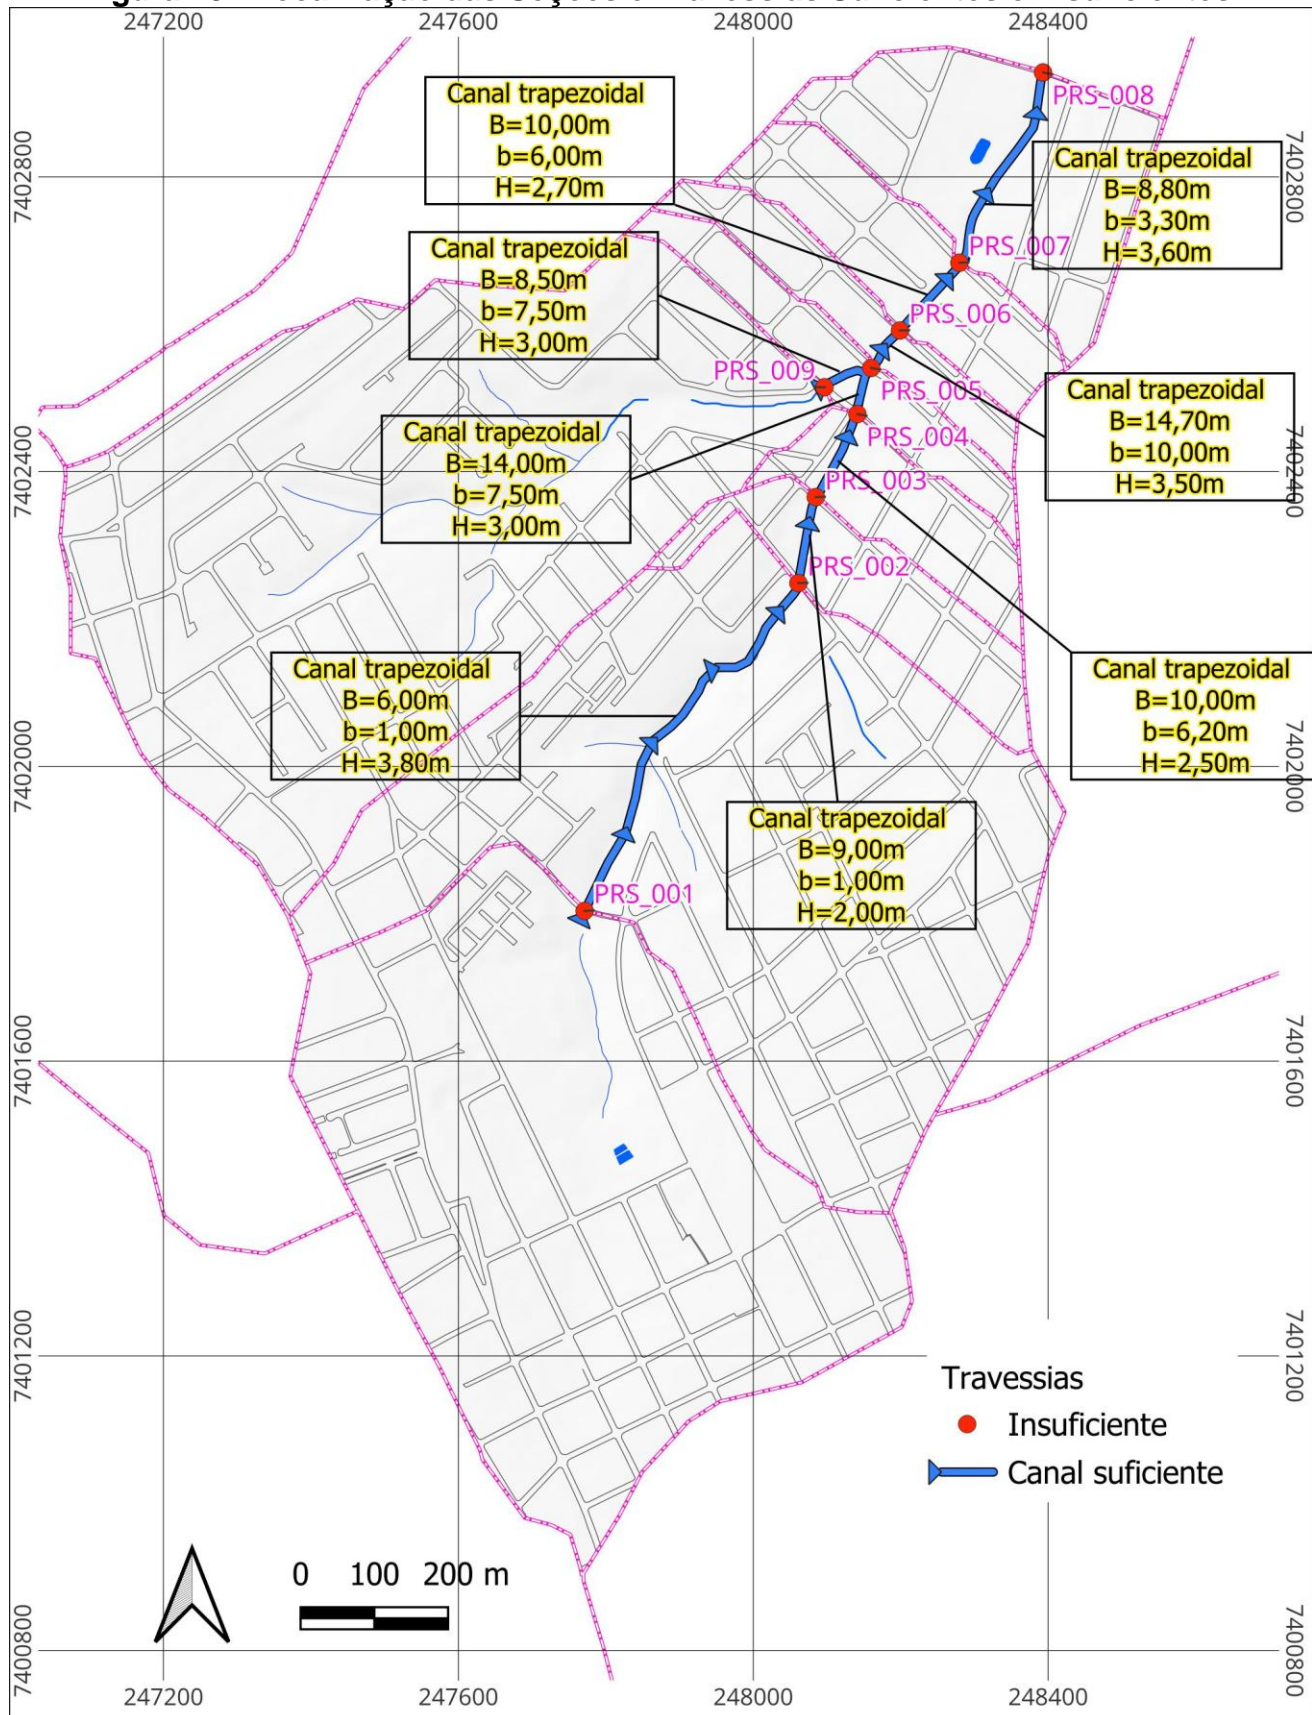 247200
247600
248000
248400
PRS_008
Canal trapezoidal
B=10,00m
b=6,00m
H=2,70m
7402800
7402800
Canal trapezoidal
B=8,80m
b=3,30m
H=3,60m
Canal trapezoidal
B=8,50m
b=7,50m
H=3,00m
PRS_007
PRS_006
PRS_009
PRS_005
Canal trapezoidal
B=14,70m
b=10,00m
H=3,50m
Canal trapezoidal
B=14,00m
b=7,50m
H=3,00m
PRS_004
7402400
7402400
PRS_003
PRS_002
Canal trapezoidal
B=6,00m
b=1,00m
H=3,80m
Canal trapezoidal
B=10,00m
b=6,20m
H=2,50m
7402000
7402000
Canal trapezoidal
B=9,00m
b=1,00m
H=2,00m
PRS_001
7401600
7401600
7401200
7401200
Travessias
Insuficiente
Canal suficiente
0 100 200 m
7400800
7400800
247200
247600
248000
248400